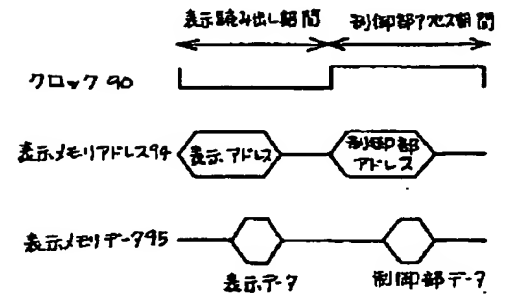 表示読み出し期間 制御部アクセス期間
クロック 90
表示メモリアドレス94
表示アドレス
制御部
アドレス
表示メモリデータ95
表示データ 制御部データ